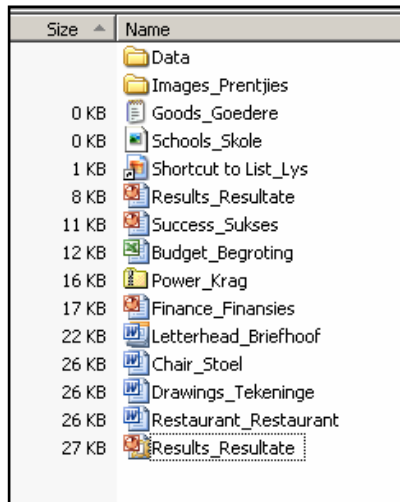 Size Name
Data
Images_Prentjies
0 KB Goods_Goedere
0 KB Schools_Skole
1 KB Shortcut to List_Lys
8 KB Results_Resultate
11 KB Success_Sukses
12 KB Budget_Begroting
16 KB Power_Krag
17 KB Finance_Finansies
22 KB Letterhead_Briefhoof
26 KB Chair_Stoel
26 KB Drawings_Tekeninge
26 KB Restaurant_Restaurant
27 KB Results_Resultate